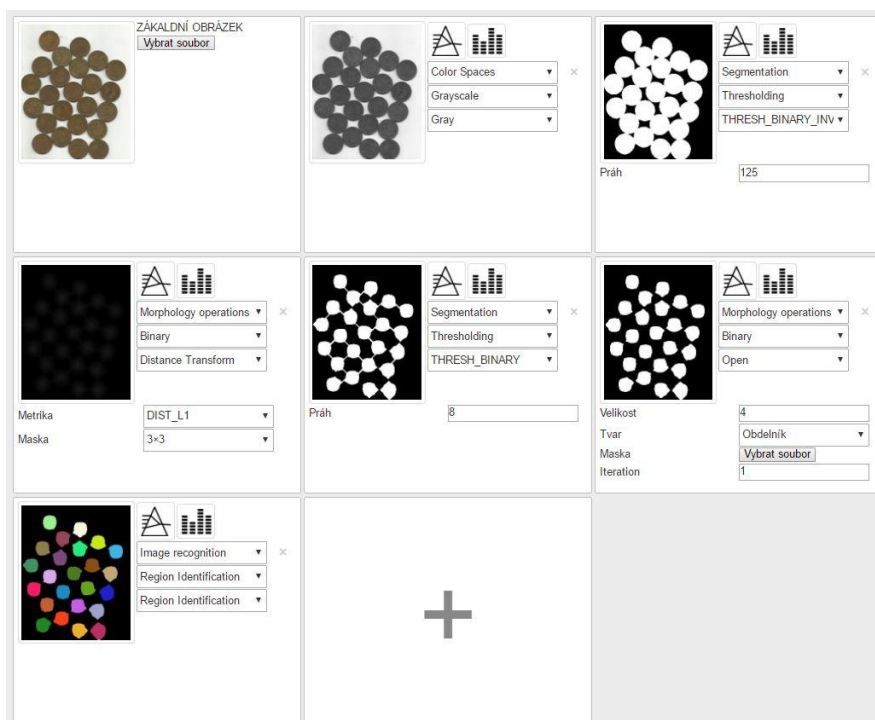 ZÁKALDNÍ OBRÁZEK
Vybrat soubor
Color Spaces
Grayscale
Gray
Segmentation
Thresholding
THRESH_BINARY_INV
Práh 125
Morphology operations
Binary
Distance Transform
Metrika DIST_L1
Maska 3×3
Segmentation
Thresholding
THRESH_BINARY
Práh 8
Morphology operations
Binary
Open
Velikost 4
Tvar Obdelník
Maska Vybrat soubor
Iteration 1
Image recognition
Region Identification
Region Identification